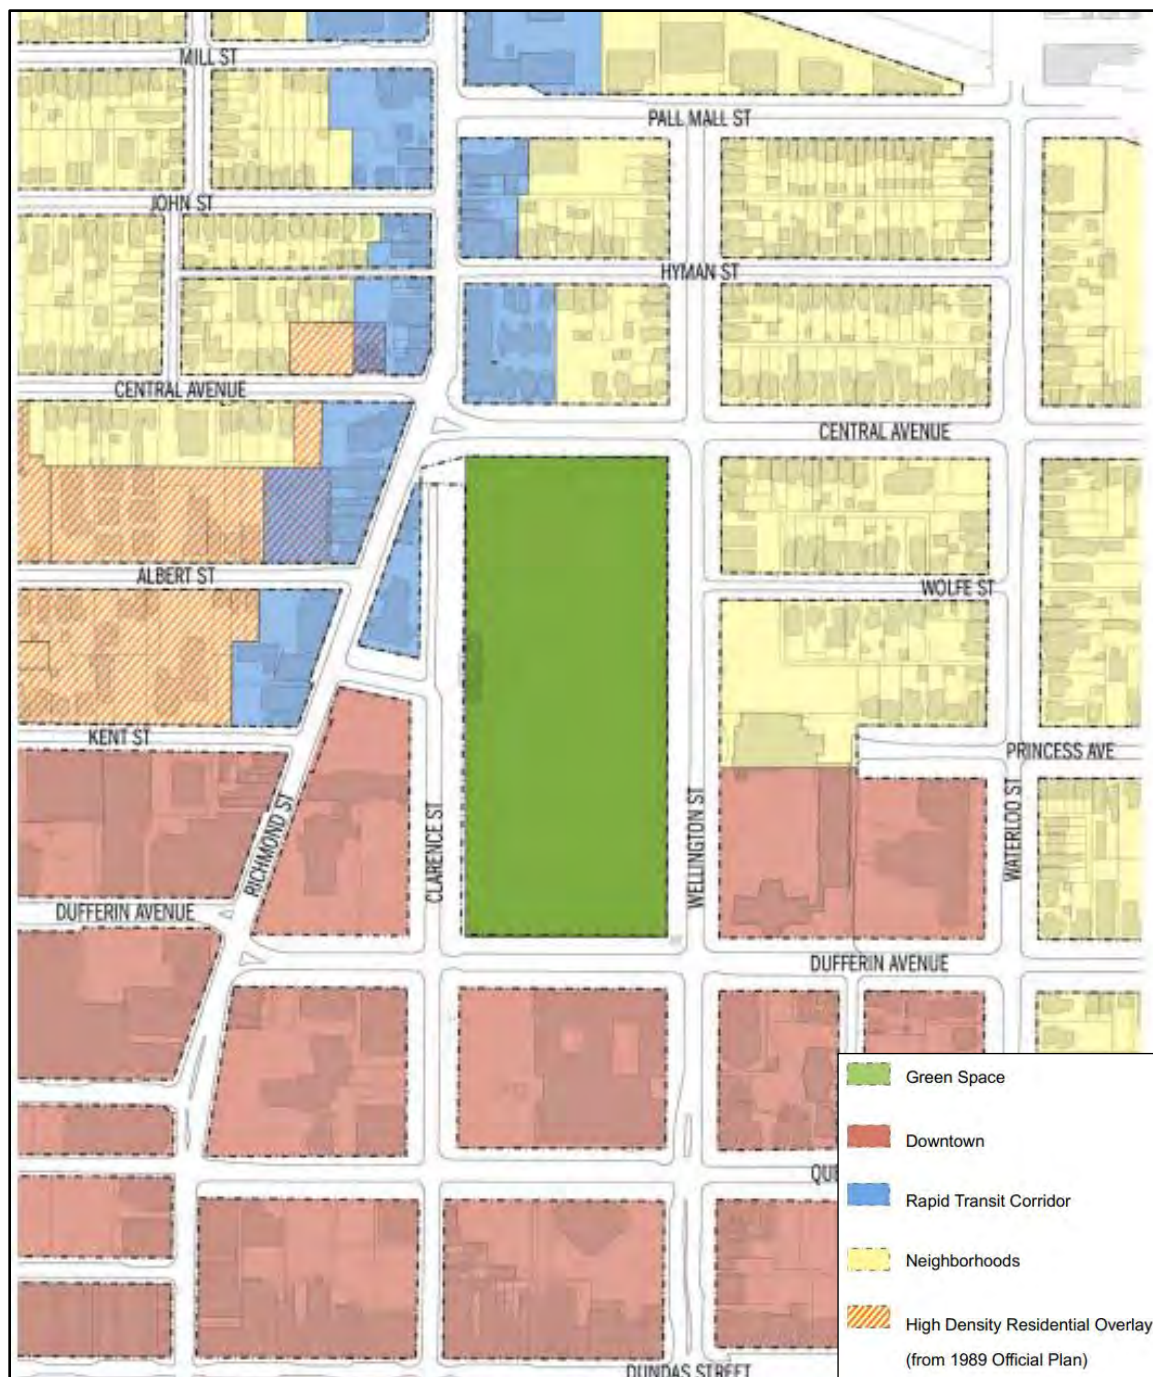 MILL ST
PALL MALL ST
JOHN ST
HYMAN ST
CENTRAL AVENUE
CENTRAL AVENUE
ALBERT ST
WOLFE ST
KENT ST
PRINCESS AVE
RICHMOND ST
CLARENCE ST
WELLINGTON ST
WATERLOO ST
DUFFERIN AVENUE
DUFFERIN AVENUE
Green Space
Downtown
QUE
Rapid Transit Corridor
Neighborhoods
High Density Residential Overlay
(from 1989 Official Plan)
DUNDAS STREET